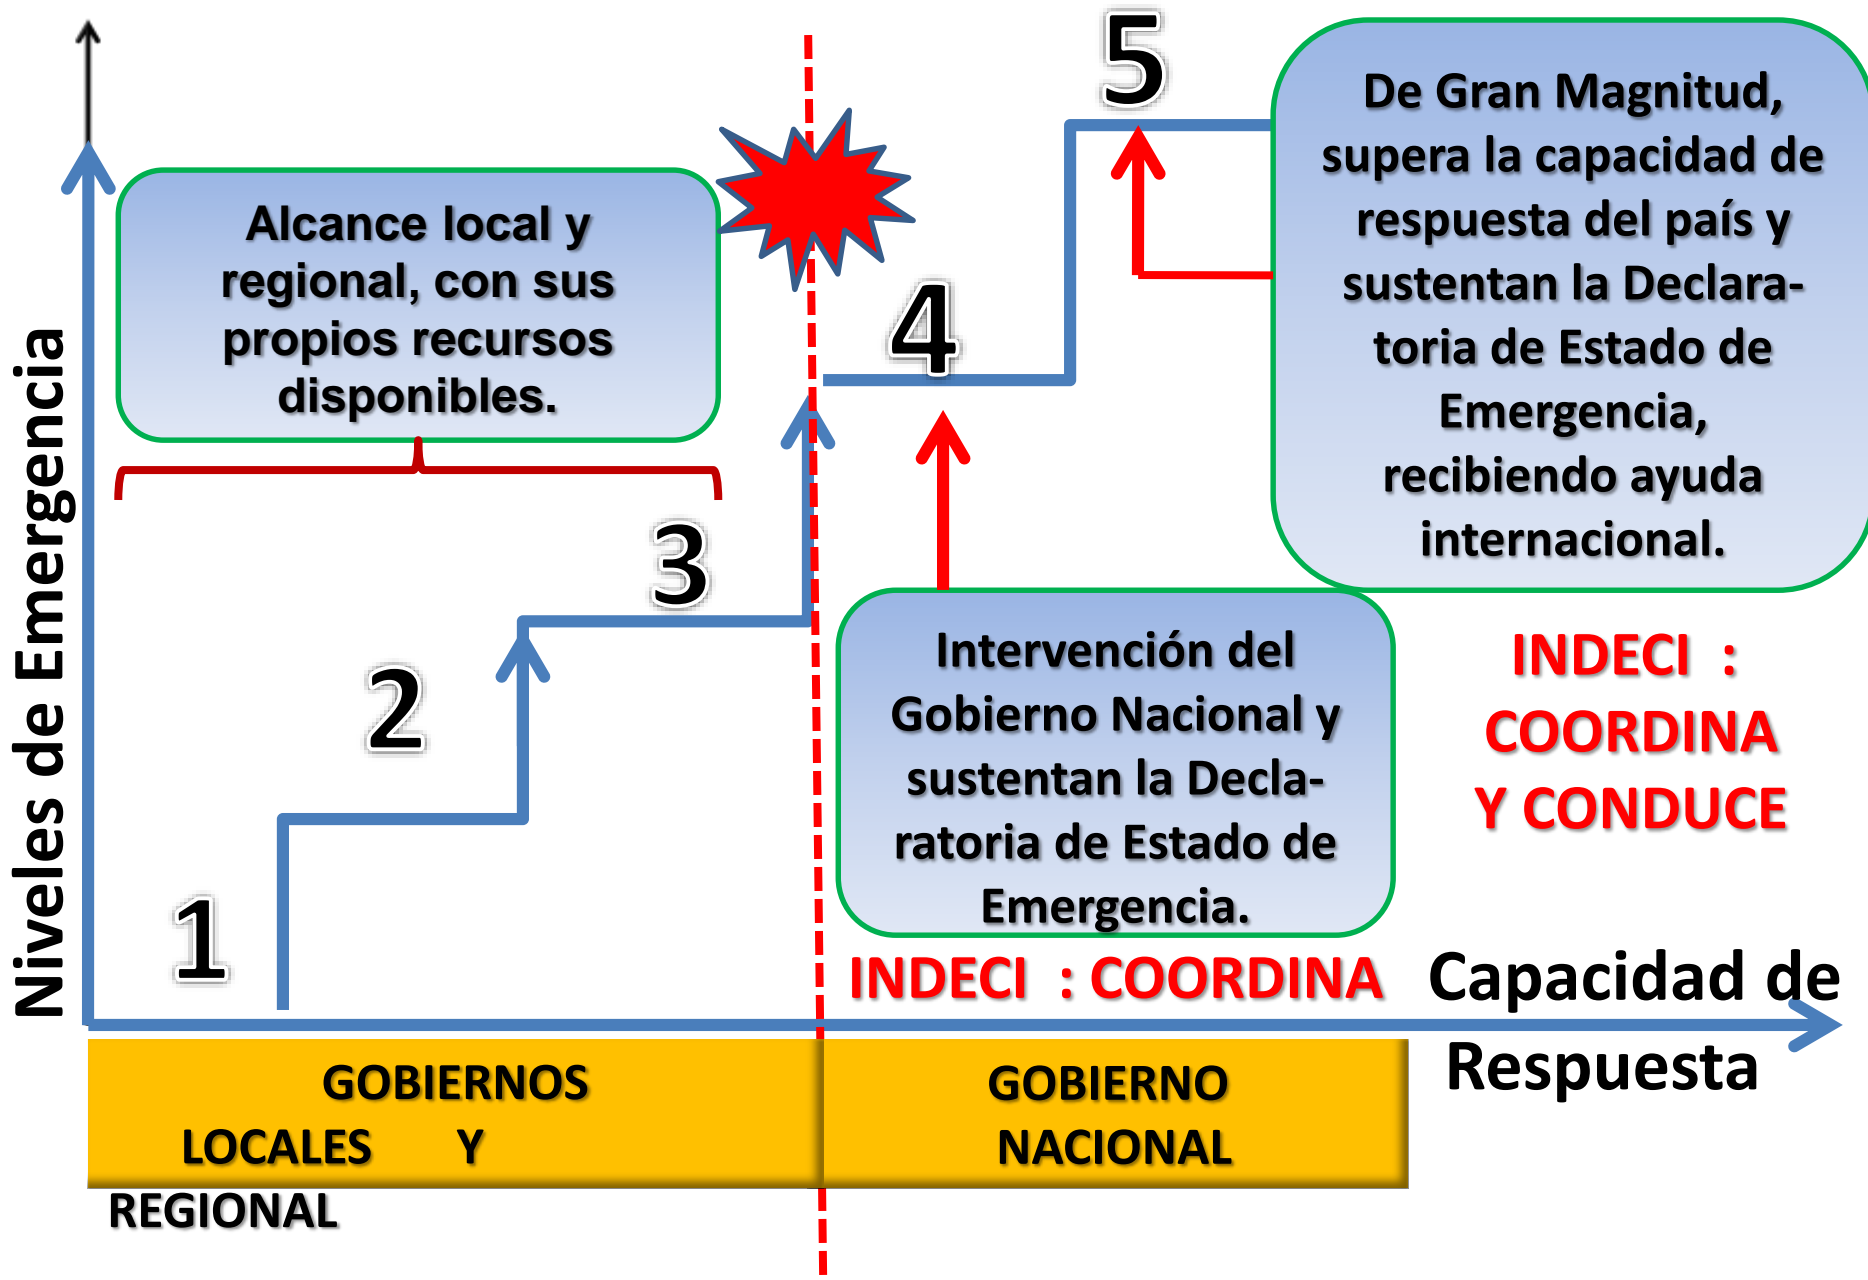 Niveles de Emergencia
Alcance local y
regional, con sus
propios recursos
disponibles.
1
2
3
4
5
De Gran Magnitud,
supera la capacidad de
respuesta del país y
sustentan la Declara-
toria de Estado de
Emergencia,
recibiendo ayuda
internacional.
Intervención del
Gobierno Nacional y
sustentan la Decla-
ratoria de Estado de
Emergencia.
INDECI : COORDINA
INDECI :
COORDINA
Y CONDUCE
Capacidad de
Respuesta
GOBIERNOS
LOCALES Y
REGIONAL
GOBIERNO
NACIONAL